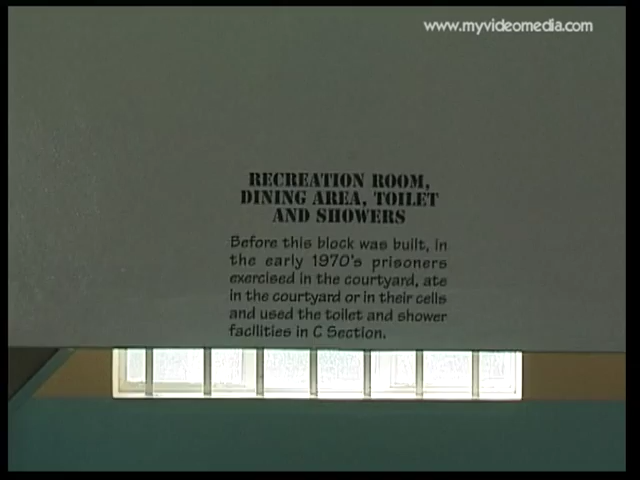 www.myvideomedia.com
RECREATION ROOM,
DINING AREA, TOILET
AND SHOWERS
Before this block was built, in
the early 1970's prisoners
exercised in the courtyard, ate
in the courtyard or in their cells
and used the toilet and shower
facilities in C Section.